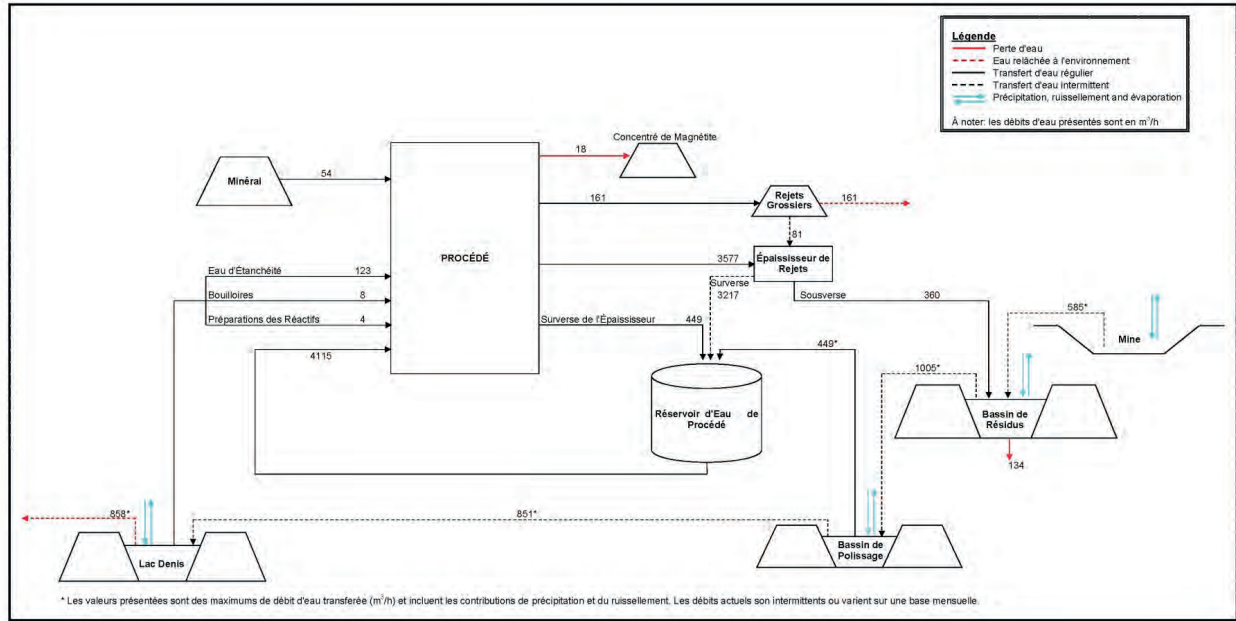 Légende
Perte d'eau
Eau relâchée à l'environnement
Transfert d'eau régulier
Transfert d'eau intermittent
Précipitation, ruissellement and évaporation
À noter: les débits d'eau présentés sont en m³/h
Concentré de Magnétite
18
Minérai
54
161
Rejets
Grossiers
161
81
PROCÉDÉ
3577
Épaississeur de
Rejets
Eau d'Étanchéité 123
Bouilloires 8
Préparations des Réactifs 4
4115
Surverse
3217
Sousverse 360
Surverse de l'Épaississeur 449
449*
585*
Mine
1005*
Réservoir d'Eau de
Procédé
Bassin de
Résidus
134
858*
851*
Lac Denis
Bassin de
Polissage
* Les valeurs présentées sont des maximums de débit d'eau transferée (m³/h) et incluent les contributions de précipitation et du ruissellement. Les débits actuels son intermittents ou varient sur une base mensuelle.